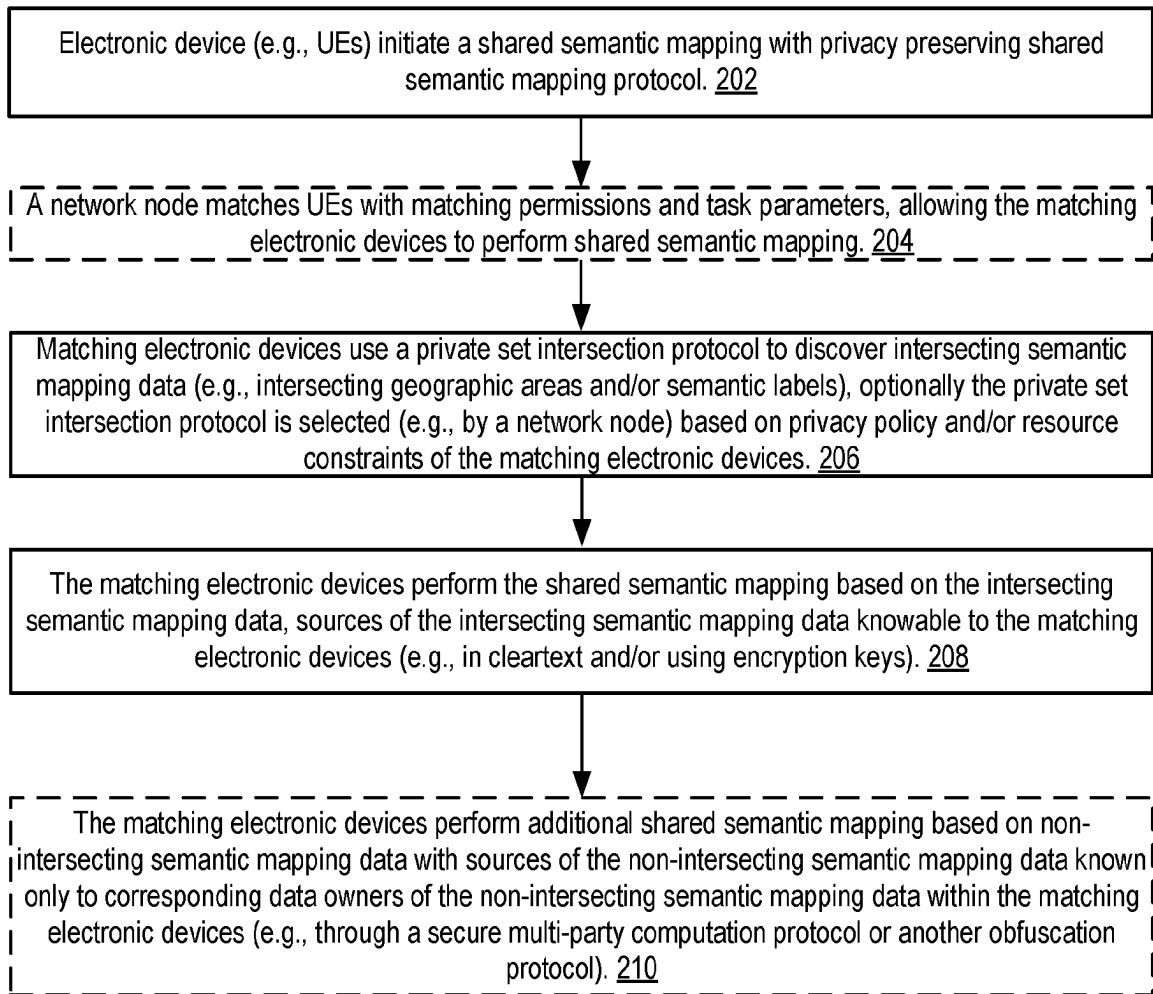 Electronic device (e.g., UEs) initiate a shared semantic mapping with privacy preserving shared
semantic mapping protocol. 202
A network node matches UEs with matching permissions and task parameters, allowing the matching
electronic devices to perform shared semantic mapping. 204
Matching electronic devices use a private set intersection protocol to discover intersecting semantic
mapping data (e.g., intersecting geographic areas and/or semantic labels), optionally the private set
intersection protocol is selected (e.g., by a network node) based on privacy policy and/or resource
constraints of the matching electronic devices. 206
The matching electronic devices perform the shared semantic mapping based on the intersecting
semantic mapping data, sources of the intersecting semantic mapping data knowable to the matching
electronic devices (e.g., in cleartext and/or using encryption keys). 208
The matching electronic devices perform additional shared semantic mapping based on non-
intersecting semantic mapping data with sources of the non-intersecting semantic mapping data known
only to corresponding data owners of the non-intersecting semantic mapping data within the matching
electronic devices (e.g., through a secure multi-party computation protocol or another obfuscation
protocol). 210